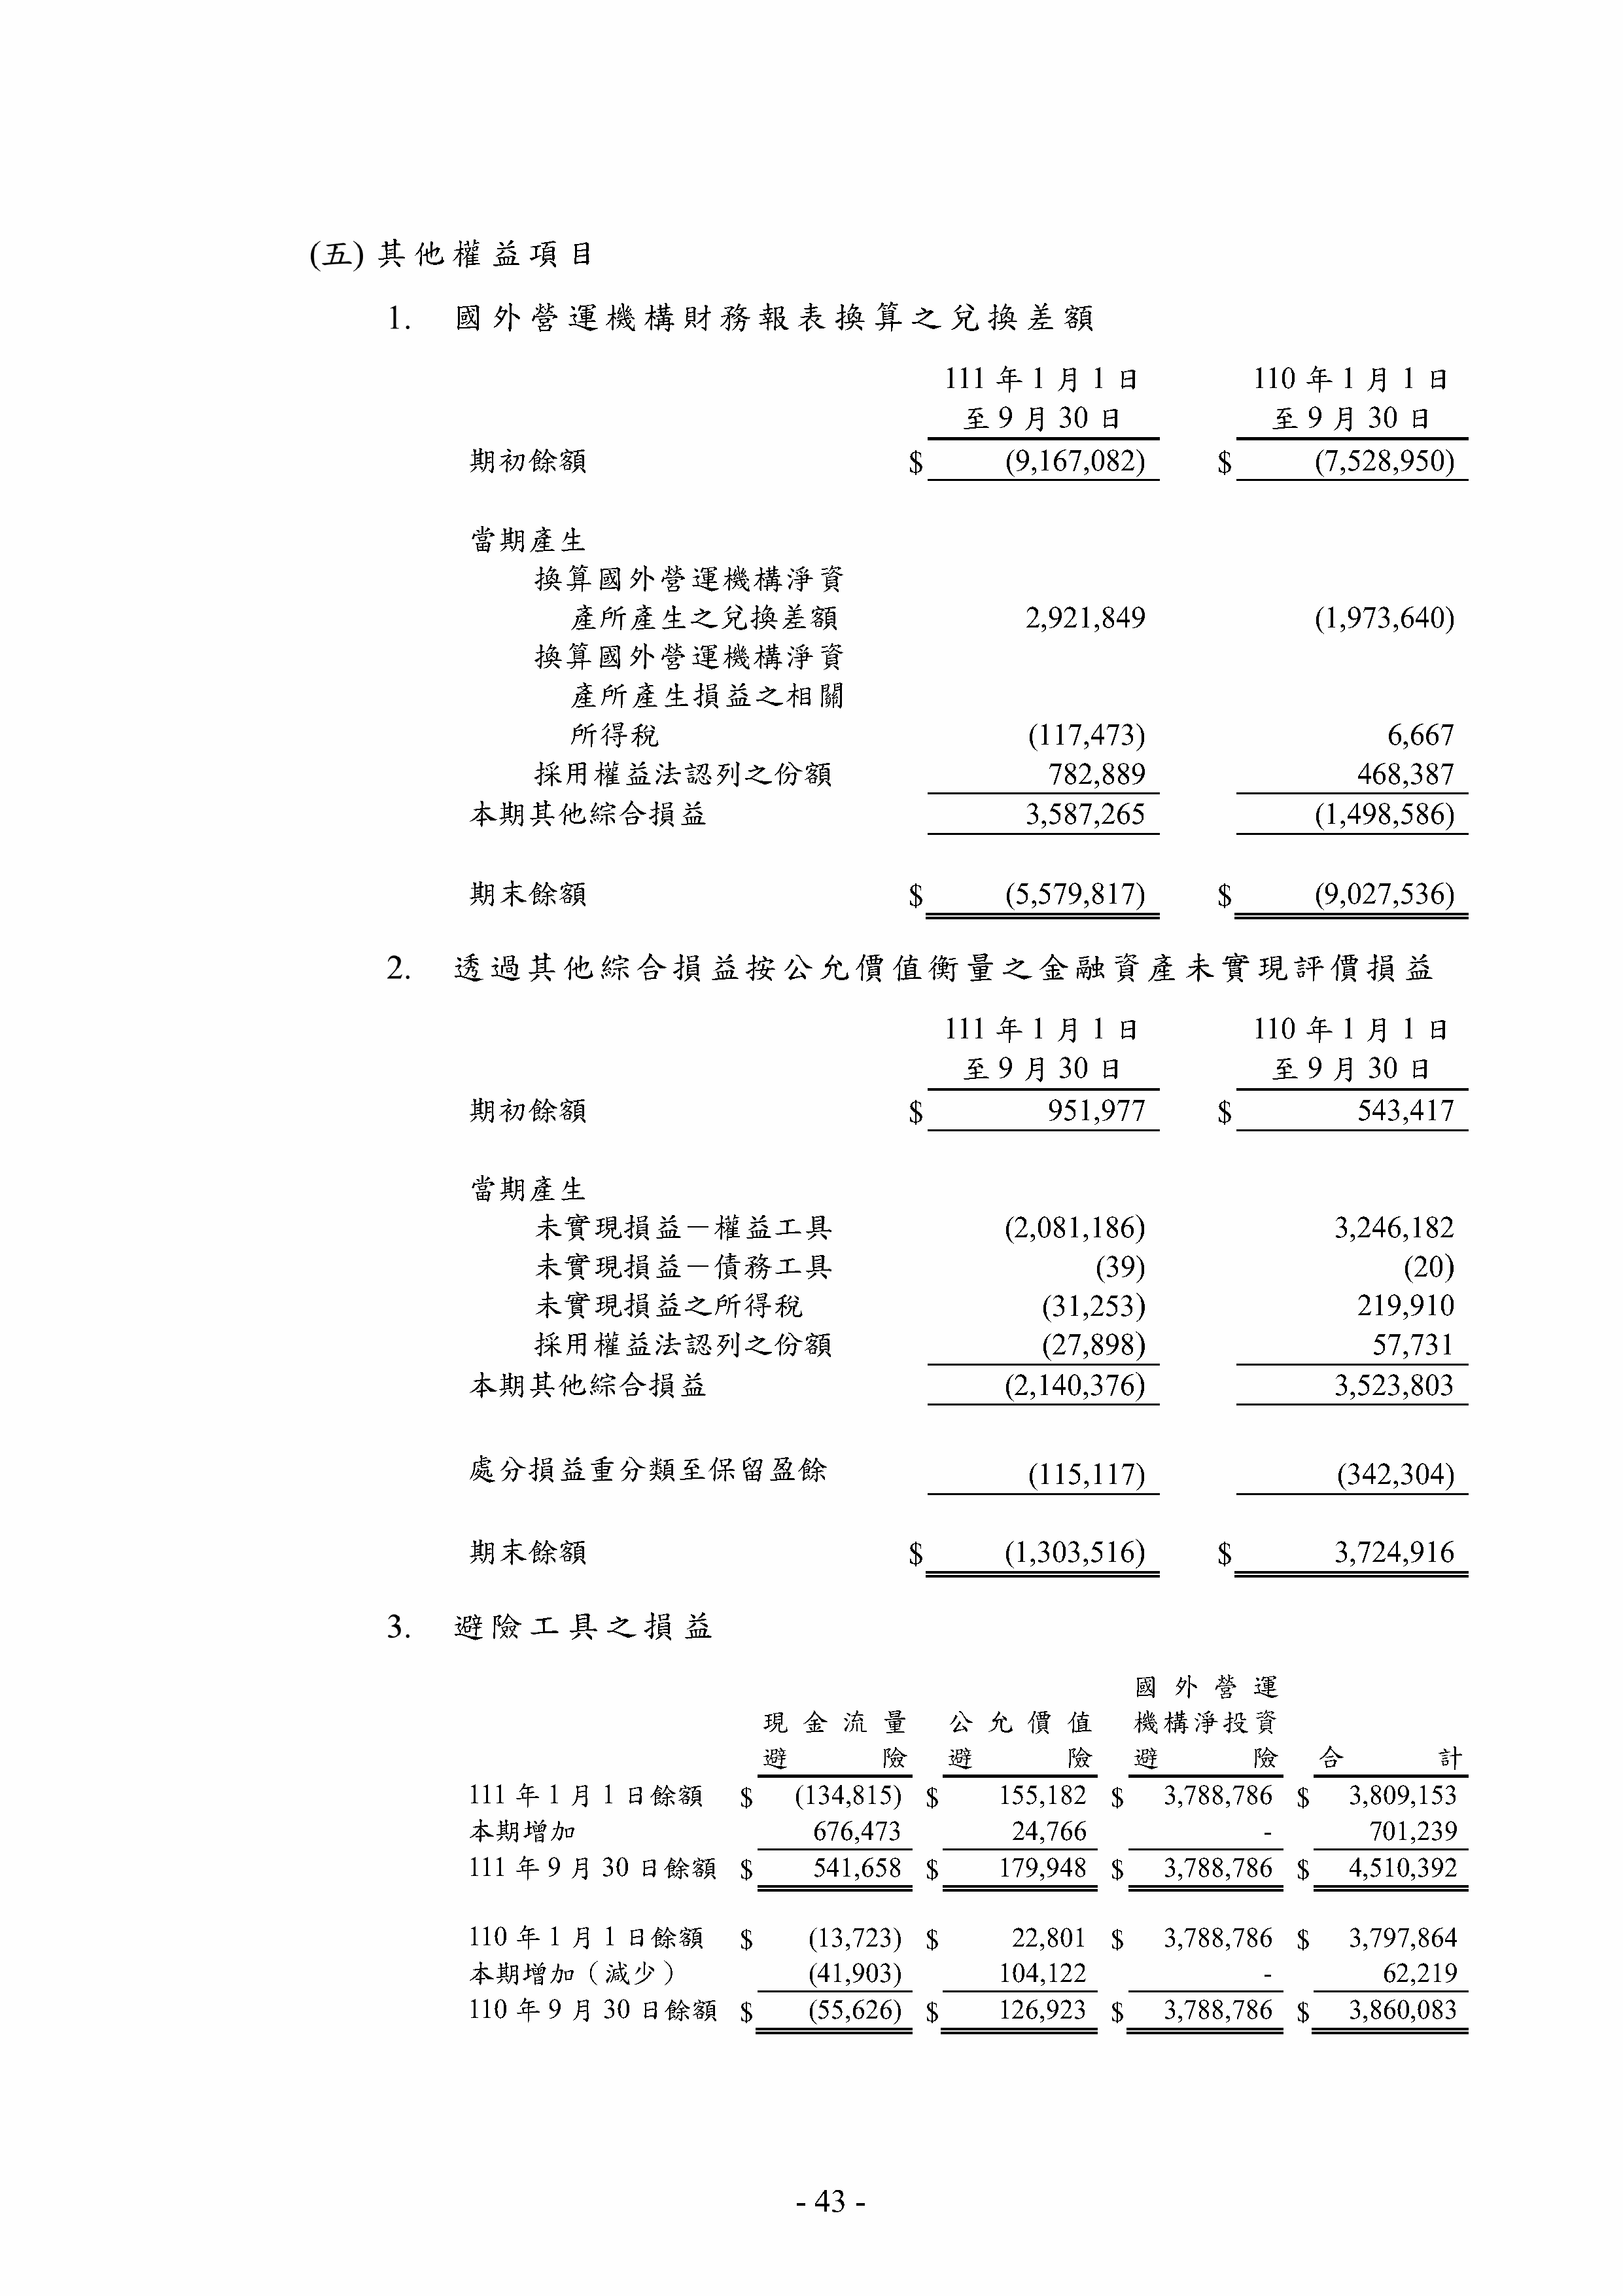 (五) 其他權益項目
1. 國外營運機構財務報表換算之兌換差額
111 年 1 月 1 日 110 年 1 月 1 日
至 9 月 30 日 至 9 月 30 日
期初餘額 $ (9,167,082) $ (7,528,950)
當期產生
換算國外營運機構淨資
產所產生之兌換差額 2,921,849 (1,973,640)
換算國外營運機構淨資
產所產生損益之相關
所得稅 (117,473) 6,667
採用權益法認列之份額 782,889 468,387
本期其他綜合損益 3,587,265 (1,498,586)
期末餘額 $ (5,579,817) $ (9,027,536)
2. 透過其他綜合損益按公允價值衡量之金融資產未實現評價損益
111 年 1 月 1 日 110 年 1 月 1 日
至 9 月 30 日 至 9 月 30 日
期初餘額 $ 951,977 $ 543,417
當期產生
未實現損益－權益工具 (2,081,186) 3,246,182
未實現損益－債務工具 (39) (20)
未實現損益之所得稅 (31,253) 219,910
採用權益法認列之份額 (27,898) 57,731
本期其他綜合損益 (2,140,376) 3,523,803
處分損益重分類至保留盈餘 (115,117) (342,304)
期末餘額 $ (1,303,516) $ 3,724,916
3. 避險工具之損益
國外營運
現金流量 公允價值 機構淨投資
避險 避險 避險 合計
111 年 1 月 1 日餘額 $ (134,815) $ 155,182 $ 3,788,786 $ 3,809,153
本期增加 676,473 24,766 - 701,239
111 年 9 月 30 日餘額 $ 541,658 $ 179,948 $ 3,788,786 $ 4,510,392
110 年 1 月 1 日餘額 $ (13,723) $ 22,801 $ 3,788,786 $ 3,797,864
本期增加（減少） (41,903) 104,122 - 62,219
110 年 9 月 30 日餘額 $ (55,626) $ 126,923 $ 3,788,786 $ 3,860,083
- 43 -